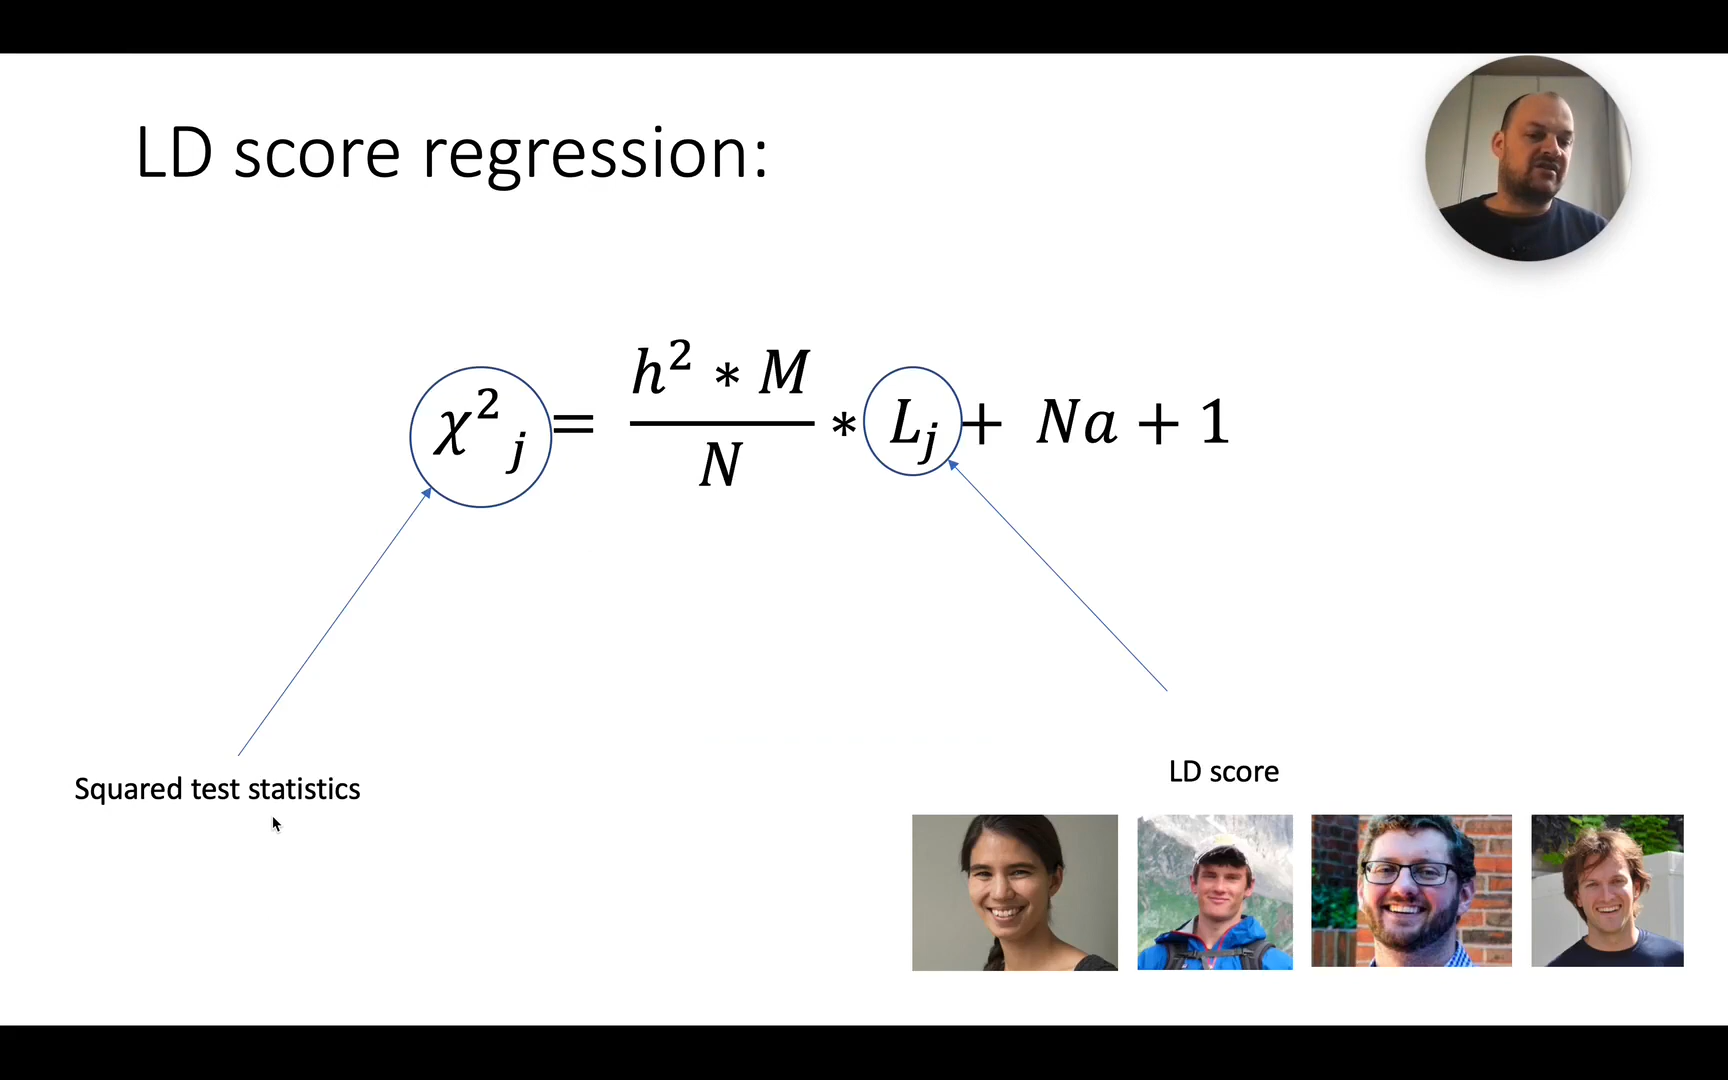 LD score regression:
χ²ⱼ = (h² * M) / N * Lⱼ + Na + 1
Squared test statistics
LD score